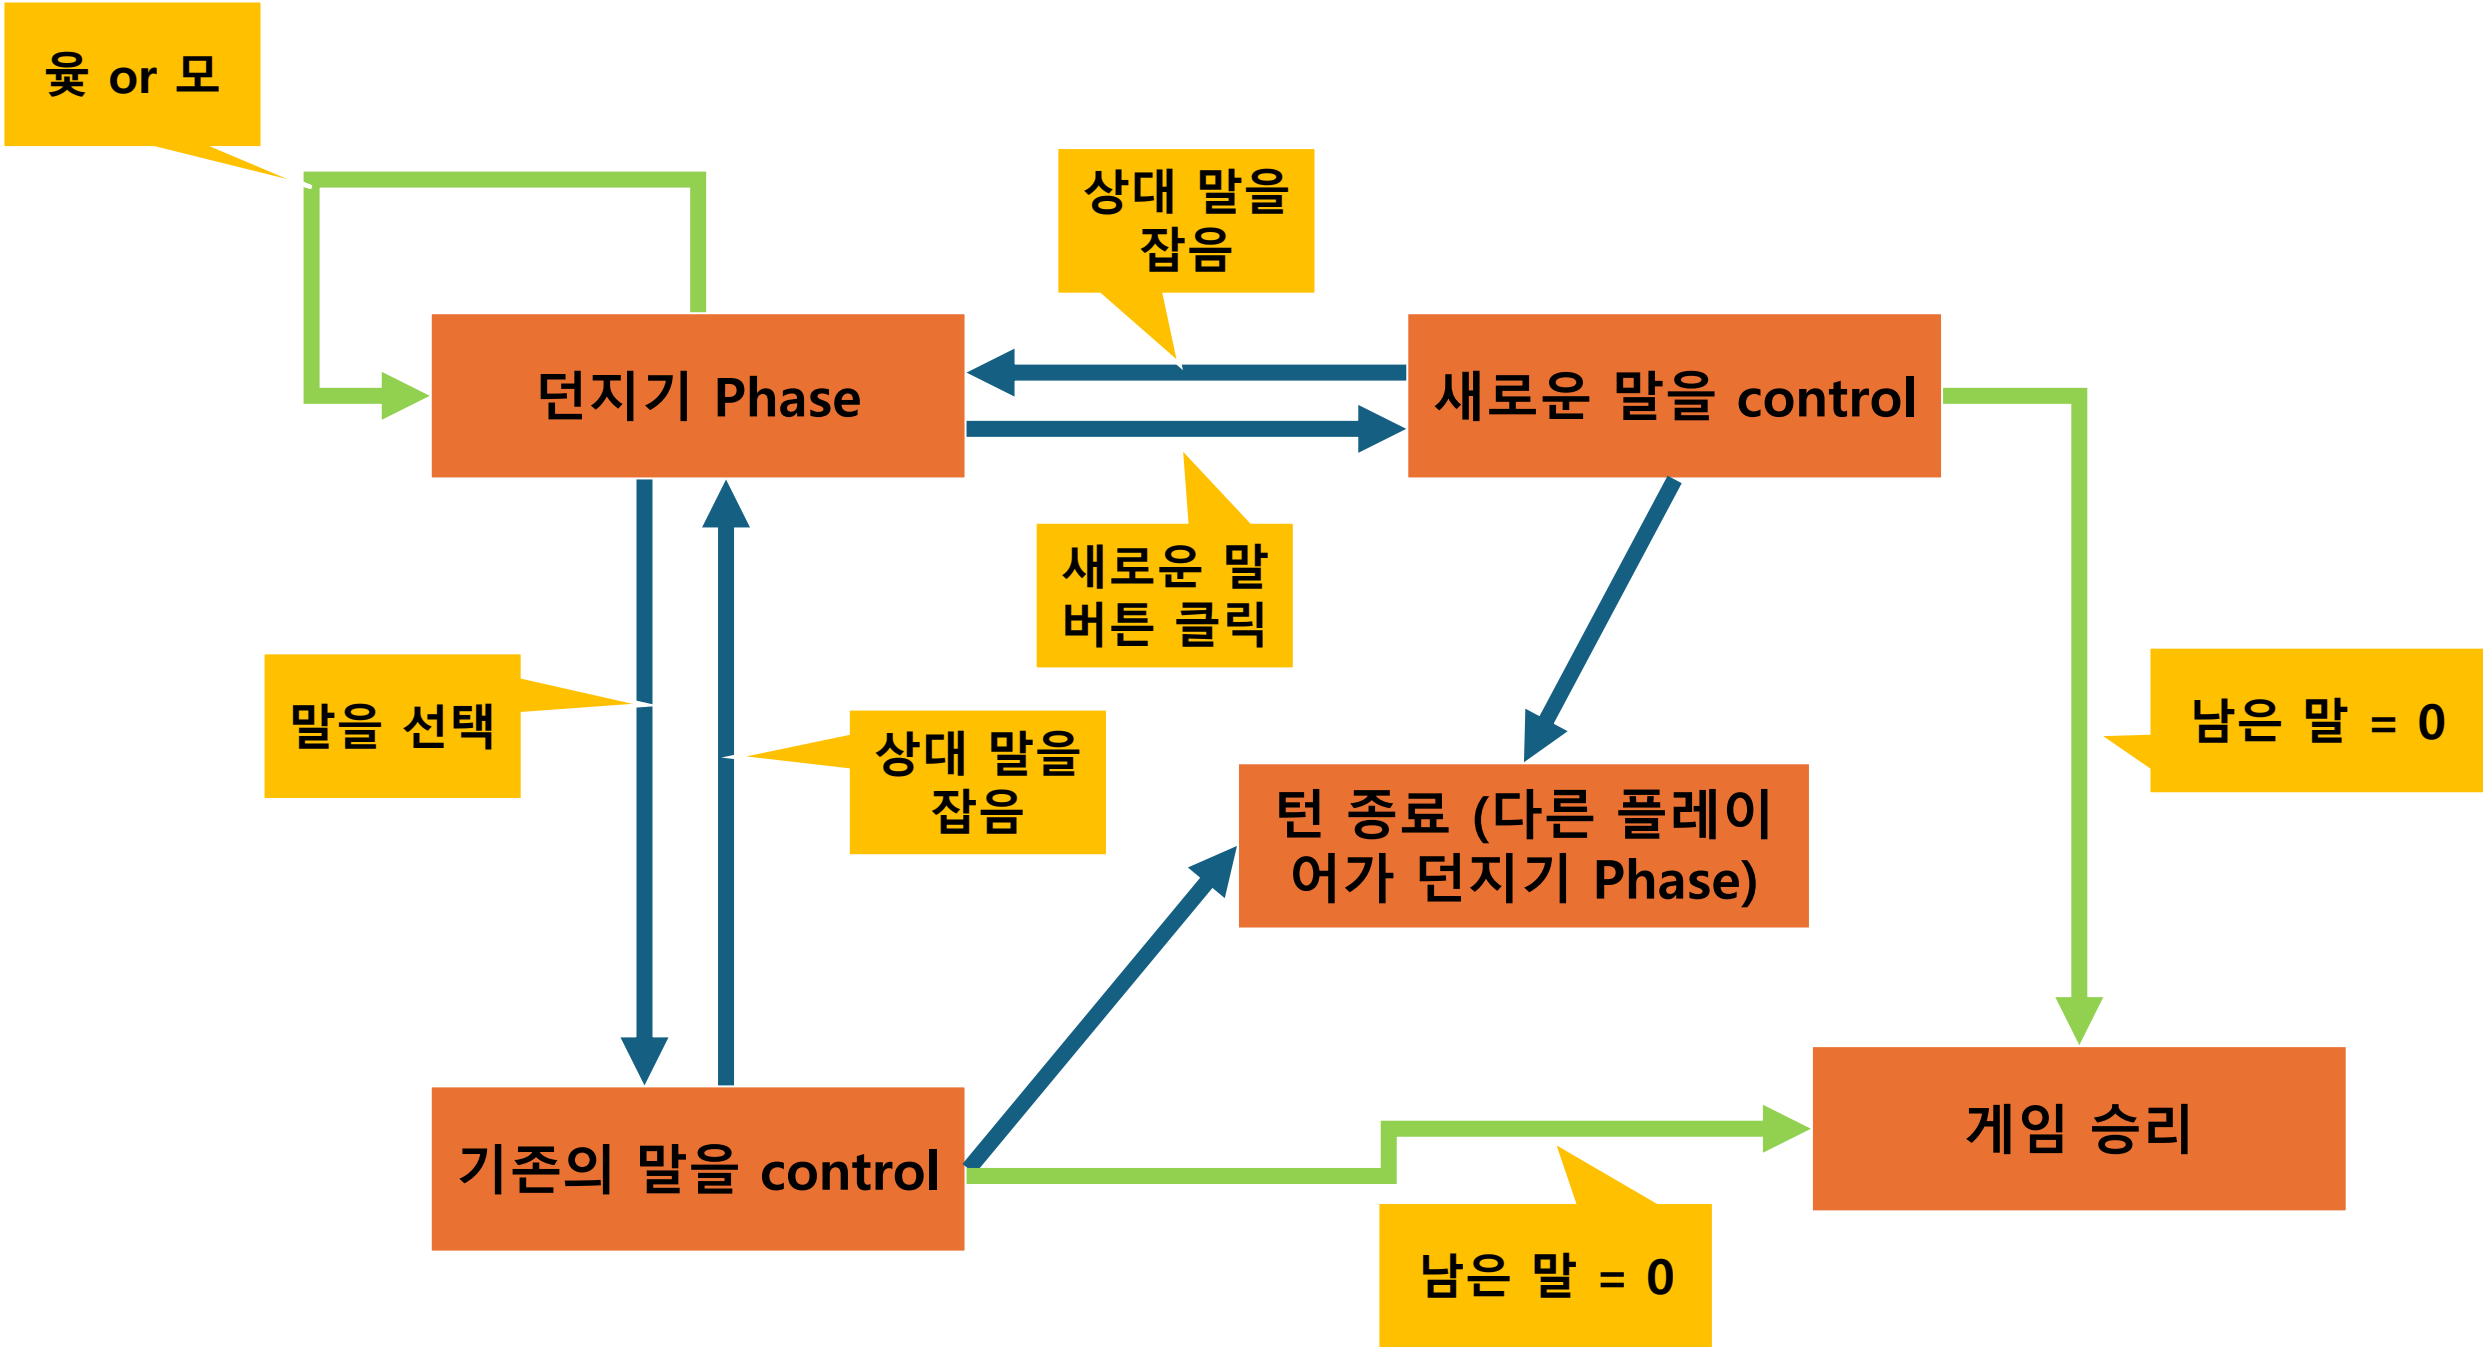 윷 or 모
상대 말을
잡음
던지기 Phase
새로운 말을 control
새로운 말
버튼 클릭
말을 선택
상대 말을
잡음
남은 말 = 0
턴 종료 (다른 플레이
어가 던지기 Phase)
기존의 말을 control
게임 승리
남은 말 = 0